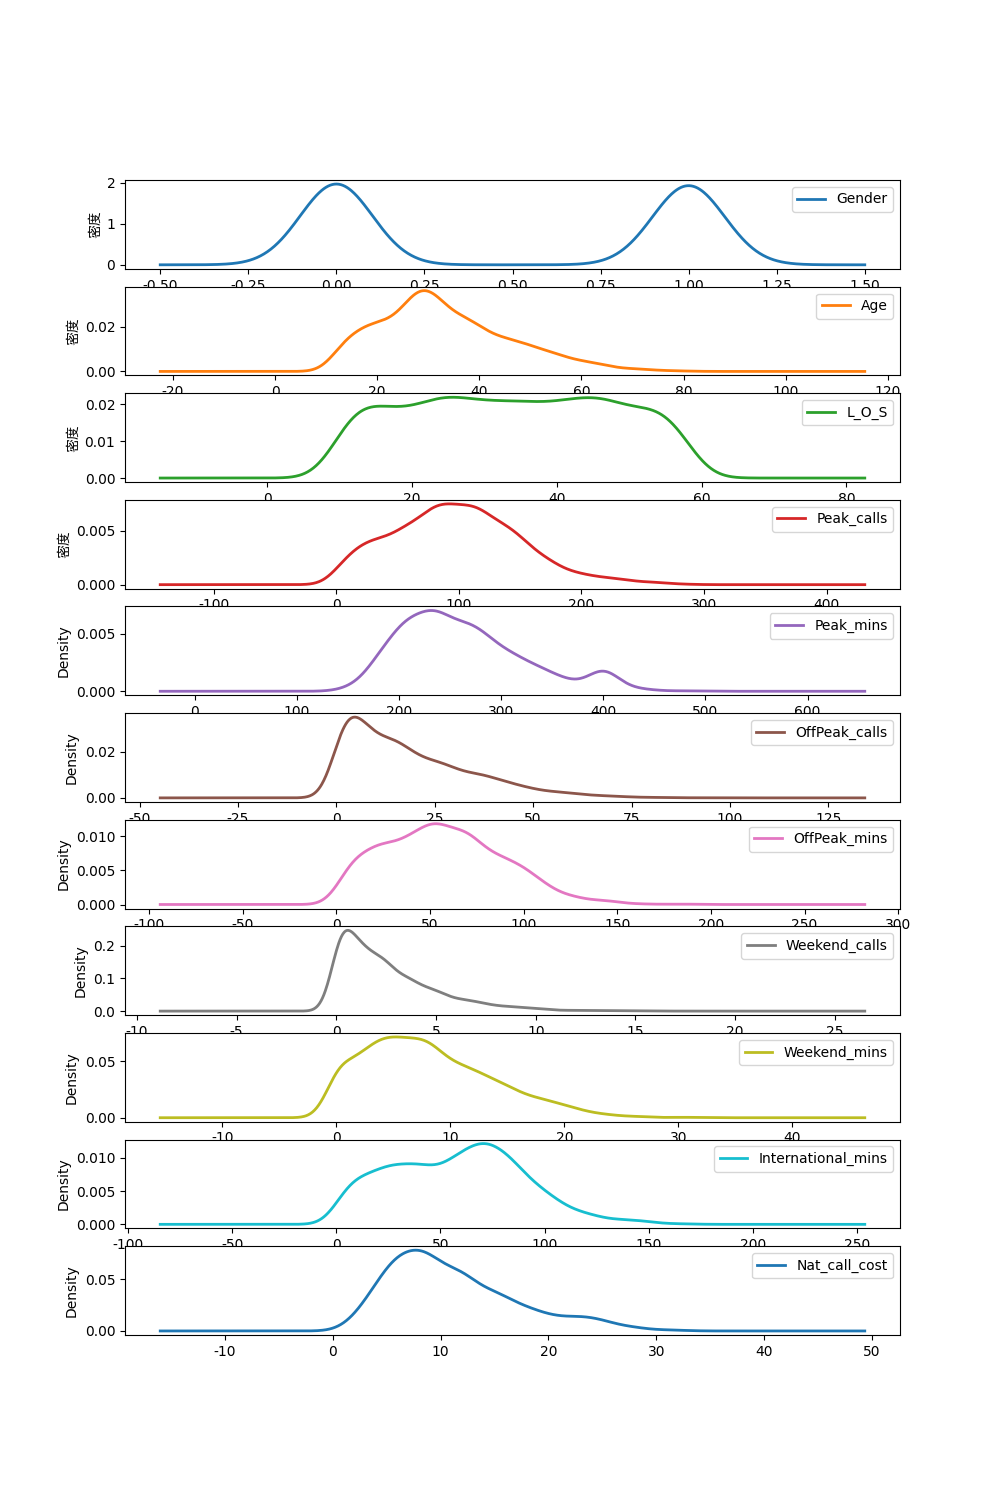 2
1
0
密度
Gender
-0.50 -0.25 0.00 0.25 0.50 0.75 1.00 1.25 1.50
0.02
0.00
密度
Age
-20 0 20 40 60 80 100 120
0.02
0.01
0.00
密度
L_O_S
0 20 40 60 80
0.005
0.000
密度
Peak_calls
-100 0 100 200 300 400
0.005
0.000
Density
Peak_mins
0 100 200 300 400 500 600
0.02
0.00
Density
OffPeak_calls
-50 -25 0 25 50 75 100 125
0.010
0.005
0.000
Density
OffPeak_mins
-100 -50 0 50 100 150 200 250 300
0.2
0.1
0.0
Density
Weekend_calls
-10 -5 0 5 10 15 20 25
0.05
0.00
Density
Weekend_mins
-10 0 10 20 30 40
0.010
0.005
0.000
Density
International_mins
-100 -50 0 50 100 150 200 250
0.05
0.00
Density
Nat_call_cost
-10 0 10 20 30 40 50